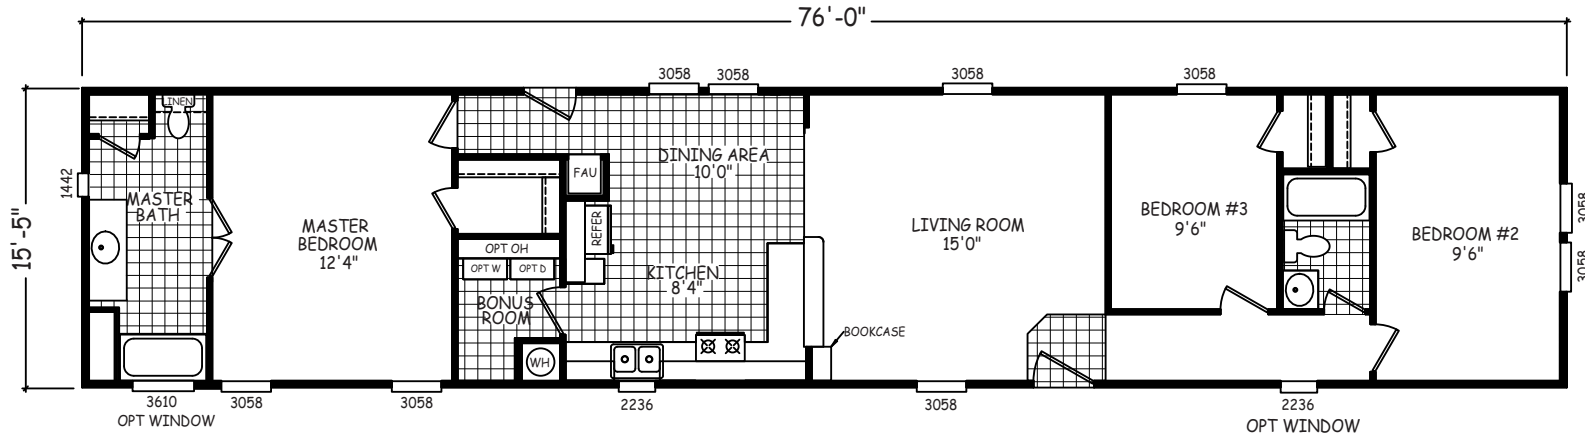 76'-0"
3058
3058
3058
3058
15'-5"
1442
LINEN
MASTER
BATH
MASTER
BEDROOM
12'4"
FAU
REFER
OPT OH
OPT W
OPT D
BONUS
ROOM
WH
DINING AREA
10'0"
KITCHEN
8'4"
LIVING ROOM
15'0"
BOOKCASE
BEDROOM #3
9'6"
BEDROOM #2
9'6"
3058
3058
3610
OPT WINDOW
3058
3058
2236
3058
2236
OPT WINDOW